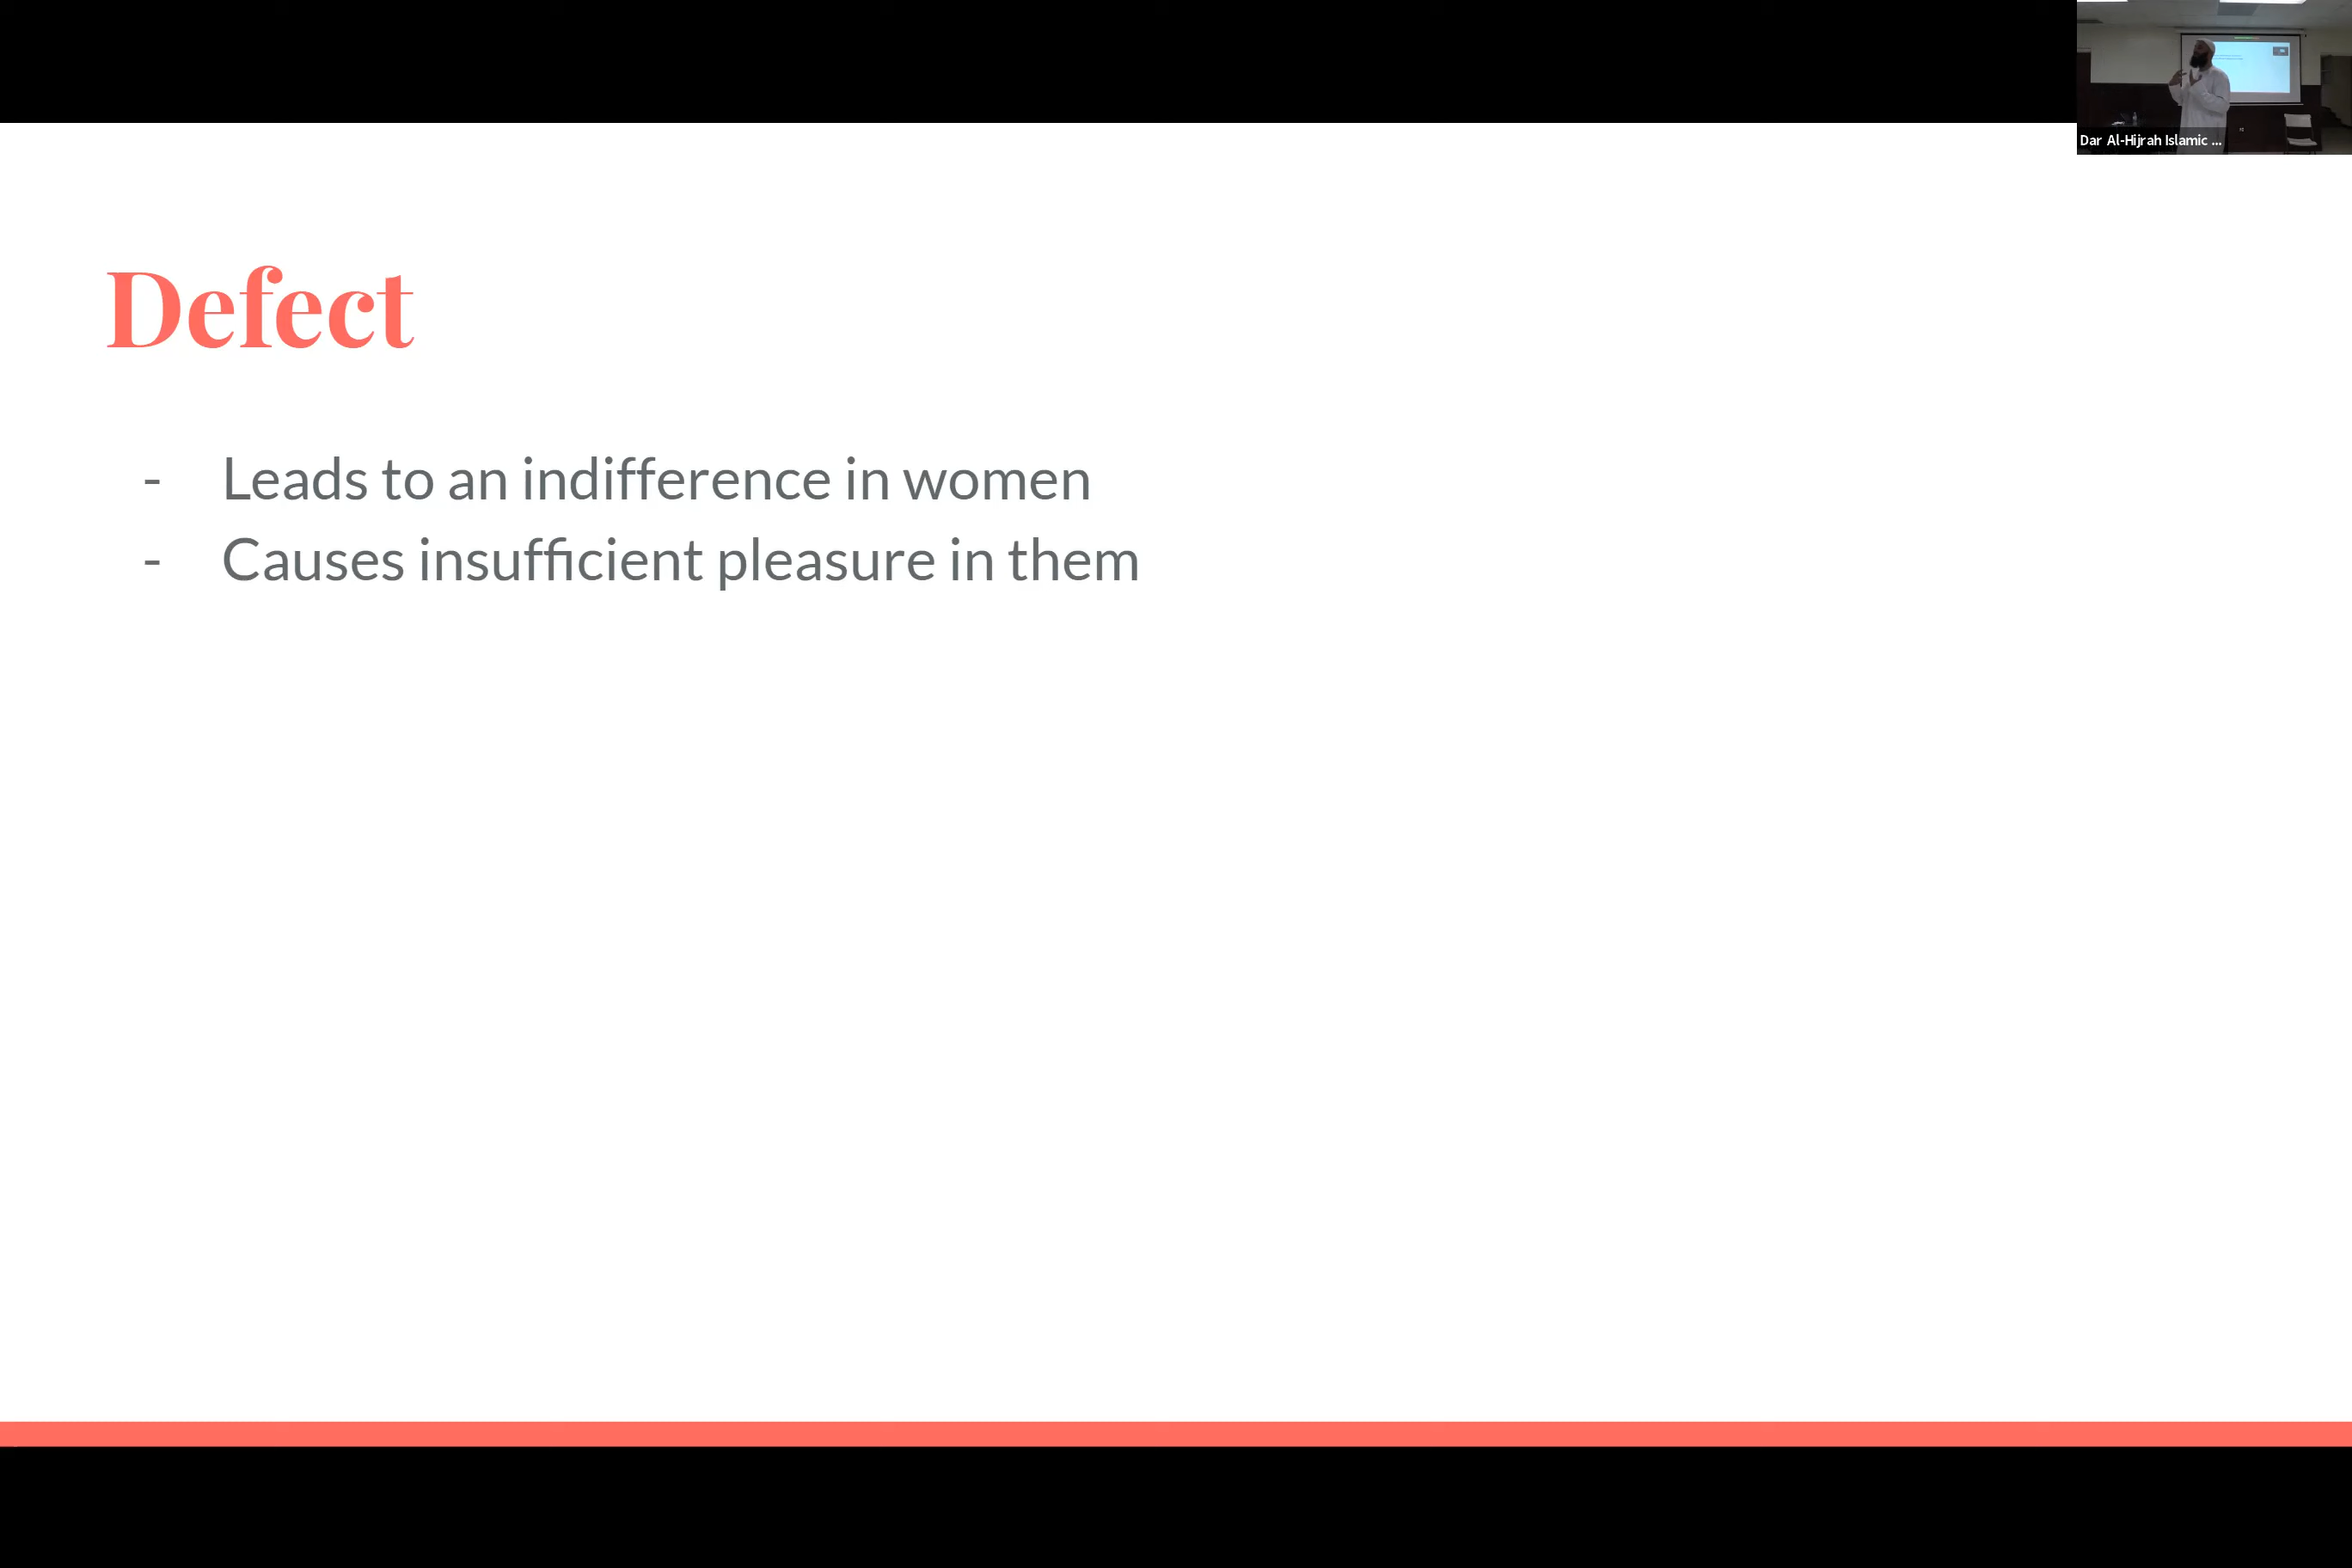 Dar Al-Hijrah Islamic ...
Defect
- Leads to an indifference in women
- Causes insufficient pleasure in them